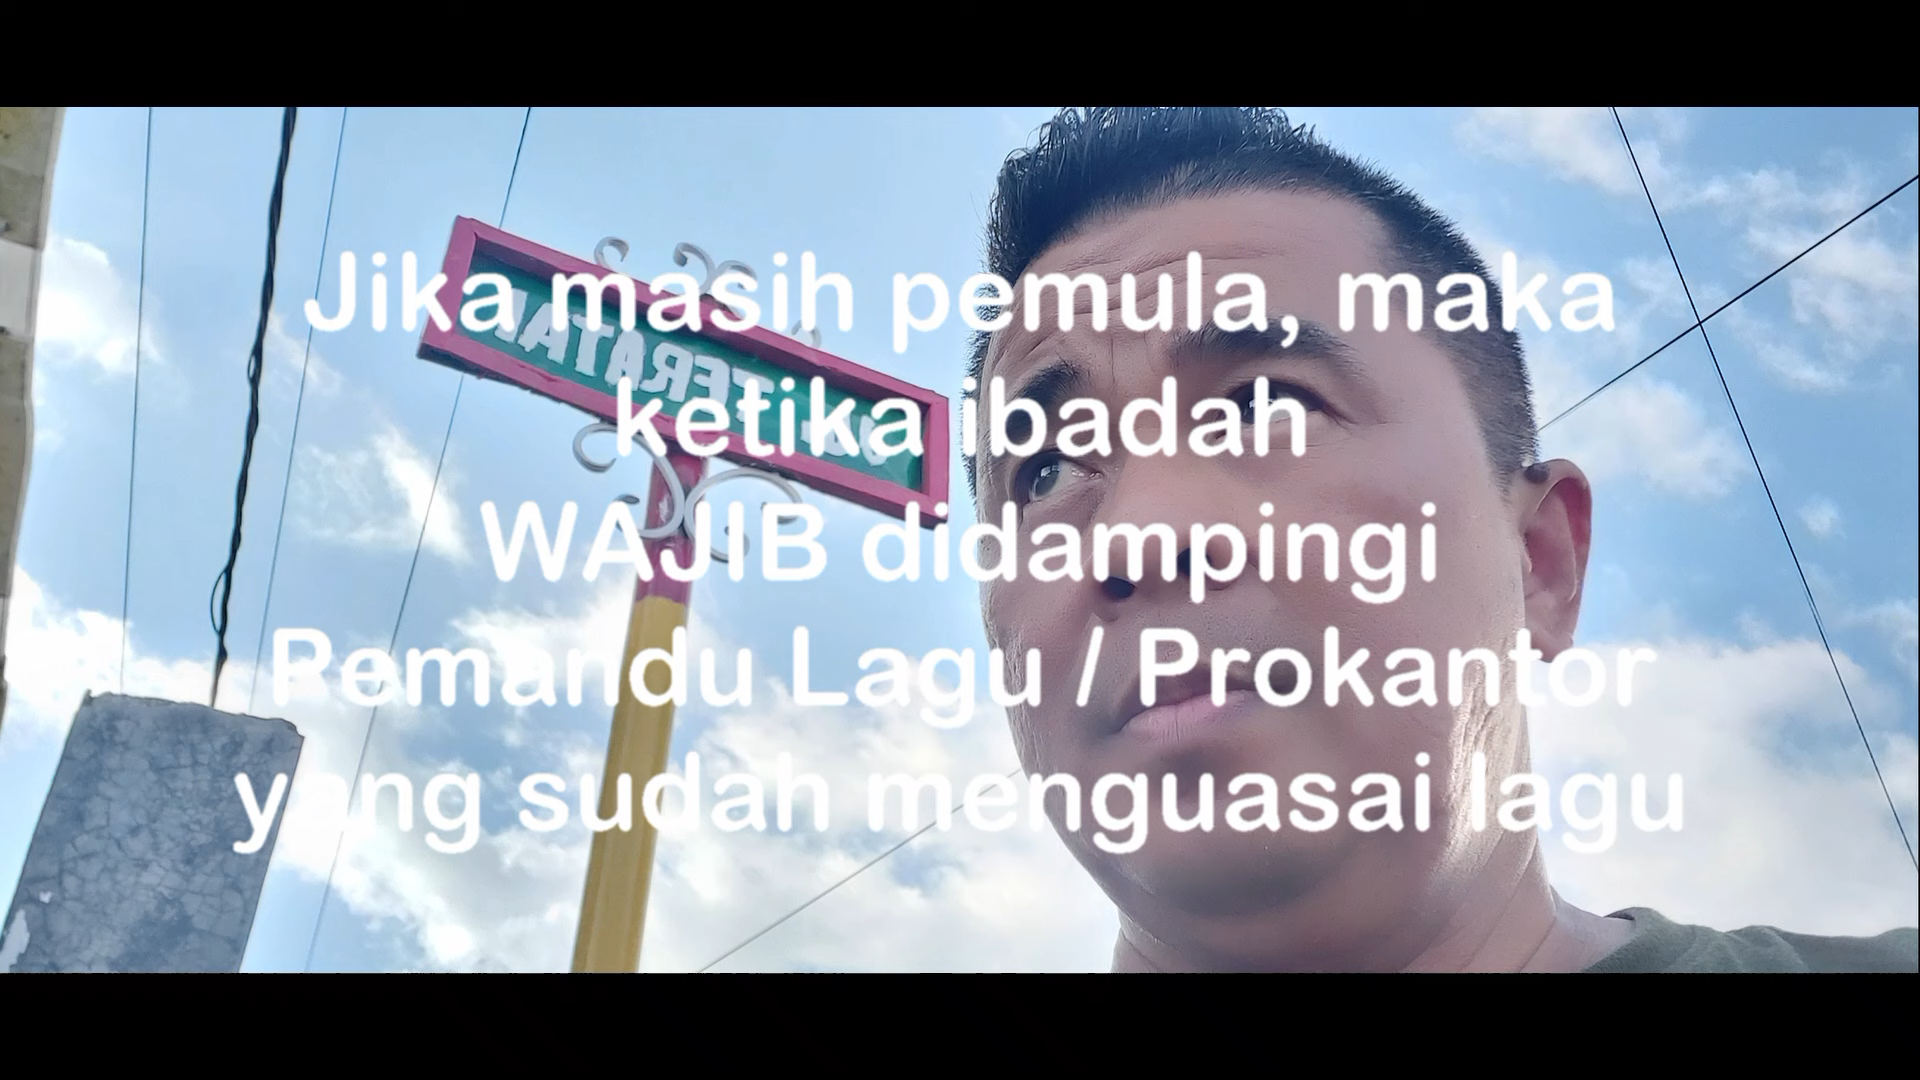 Jika masih pemula, maka
ketika ibadah
WAJIB didampingi
Pemandu Lagu / Prokantor
yang sudah menguasai lagu